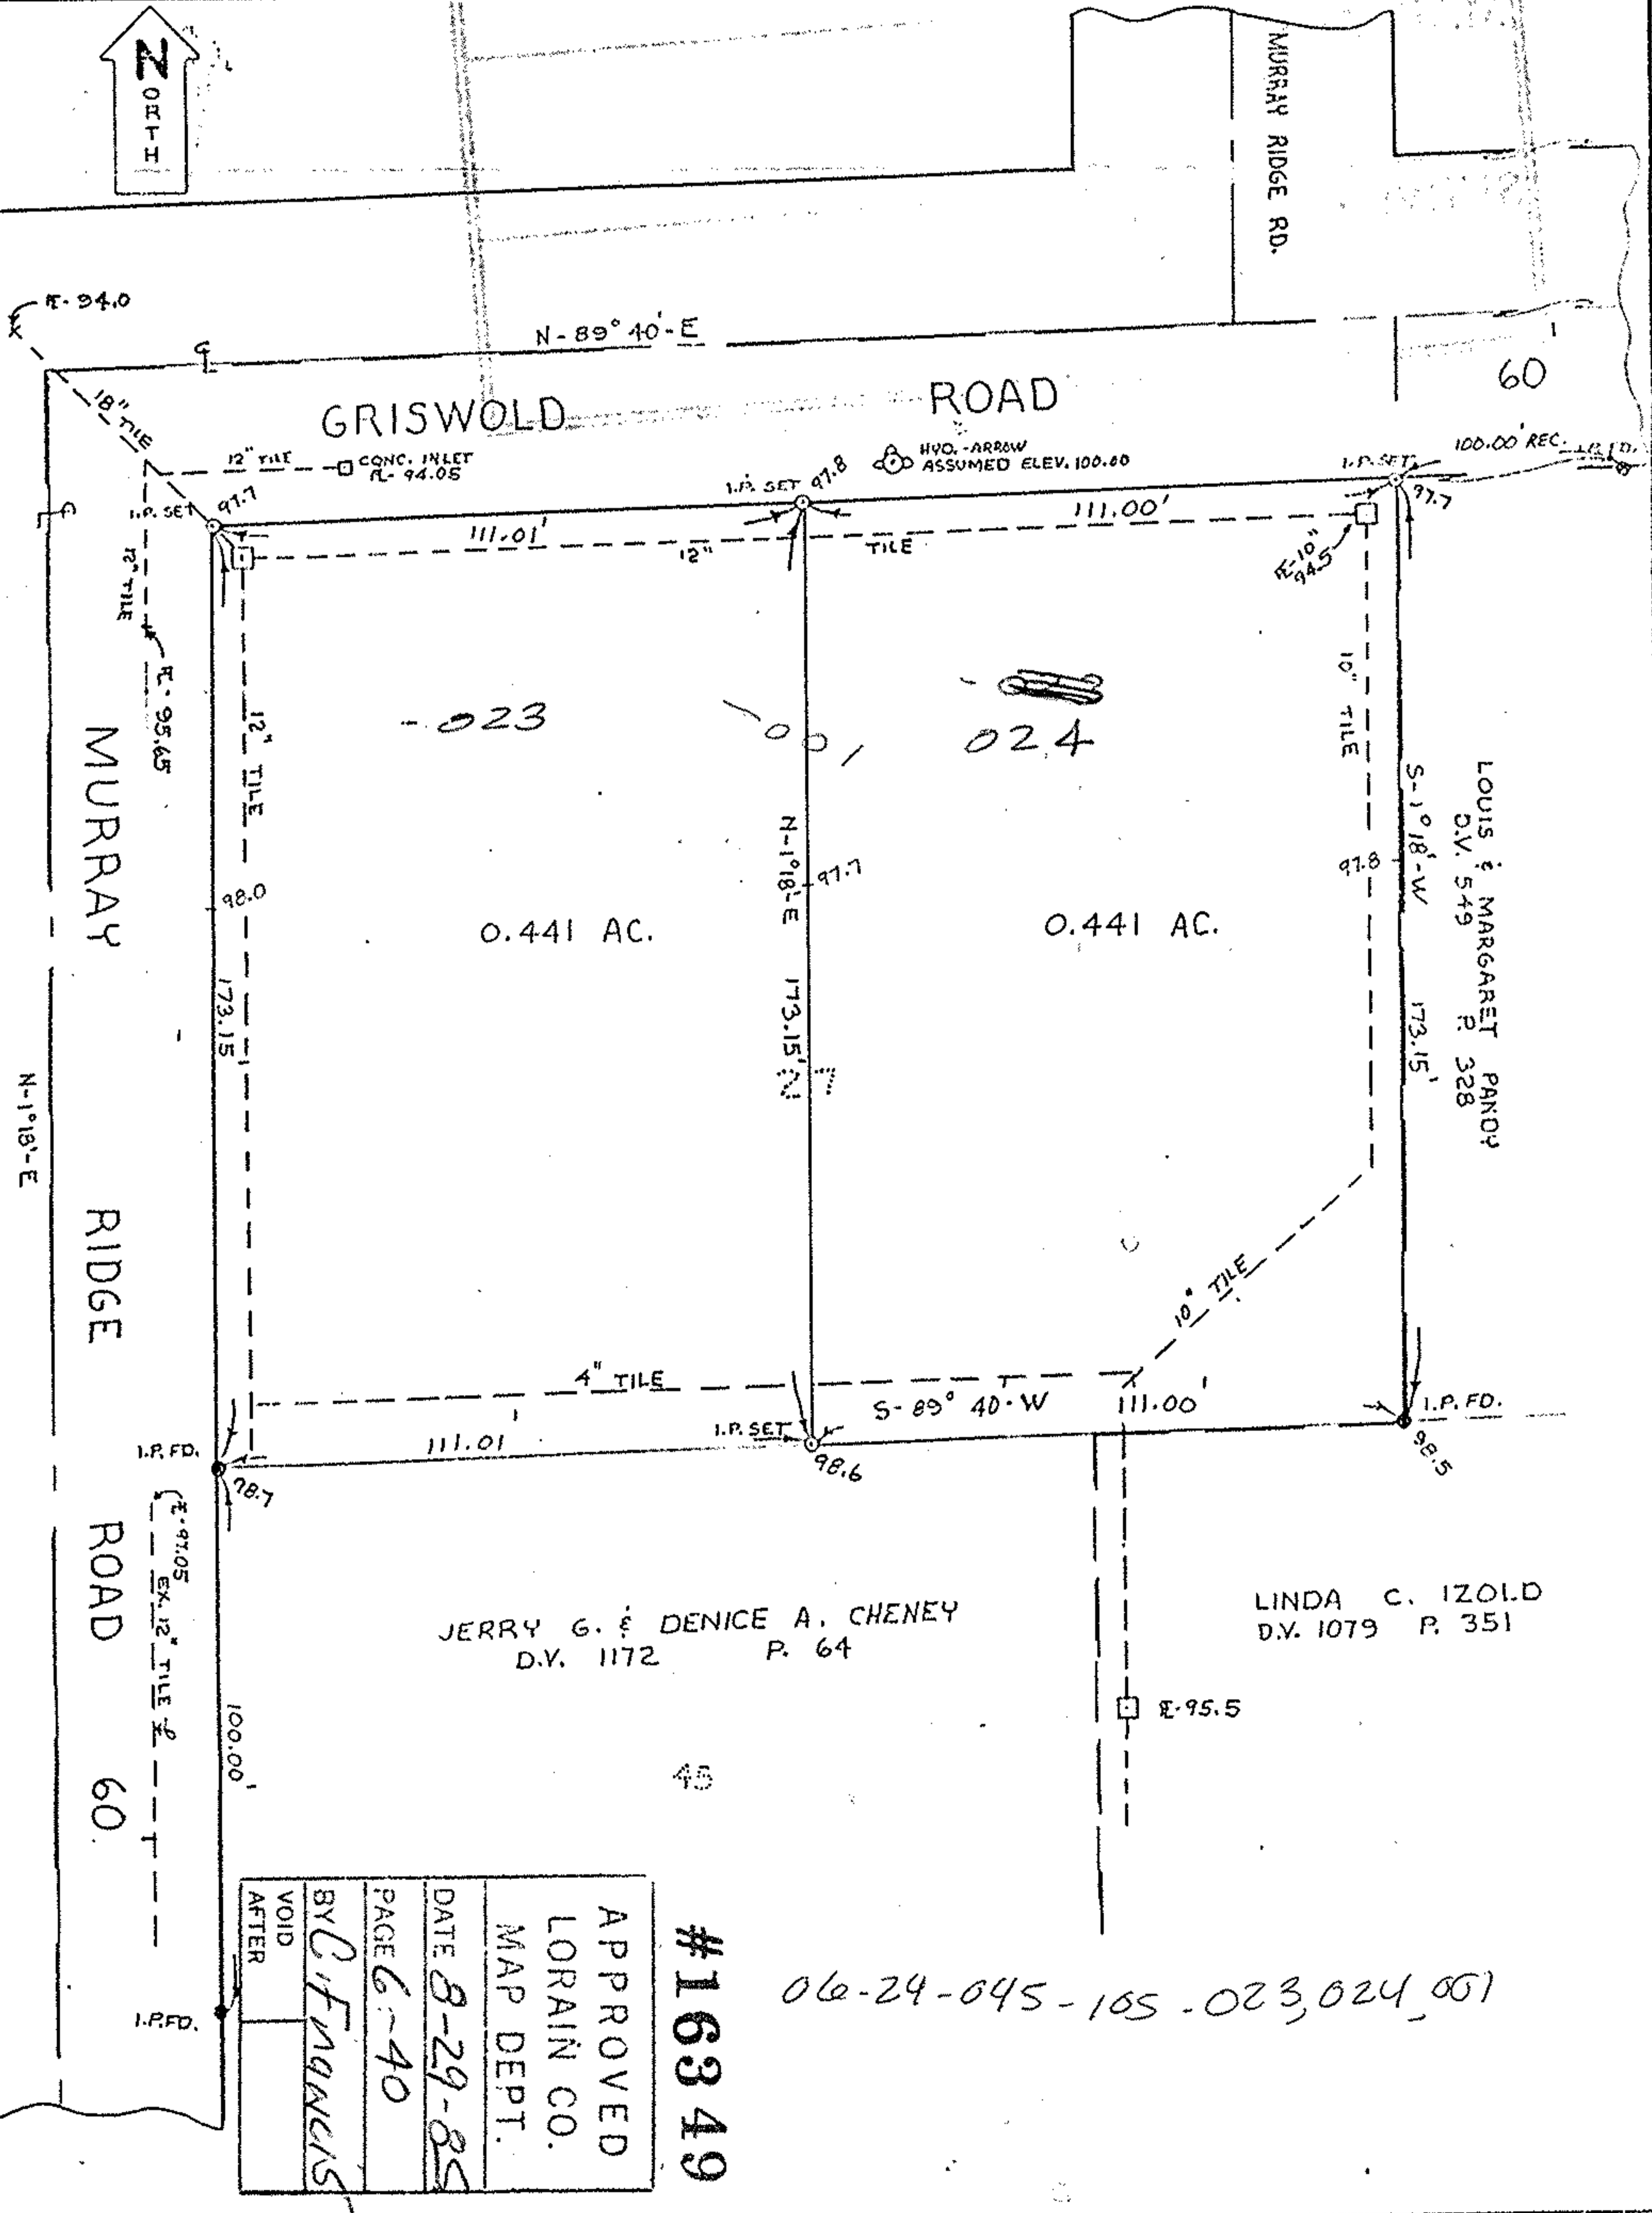 NORTH
MURRAY RIDGE RD.
94.0
N-89° 40'-E
60'
GRISWOLD ROAD
18" TILE
12" TILE
CONC. INLET
94.05
HYD.-ARROW
ASSUMED ELEV. 100.00
100.00' REC.
I.P. FD.
I.P. SET
97.7
I.P. SET
97.8
I.P. SET
97.7
111.01'
12" TILE
111.00'
10"
94.5
12" TILE
95.65
12" TILE
10" TILE
-023
-001
024
LOUIS & MARGARET PANDY
D.V. 549 P. 328
S-1°18'-W 173.15'
97.8
N-1°18'-E 173.15'
97.7
98.0
173.15'
0.441 AC.
0.441 AC.
27
MURRAY RIDGE ROAD 60
N-1°18'-E
10" TILE
4" TILE
S-89° 40'-W 111.00'
111.01'
I.P. SET
98.6
I.P. FD.
98.5
I.P. FD.
98.7
97.05
EX. 12" TILE
JERRY G. & DENICE A. CHENEY
D.V. 1172 P. 64
LINDA C. IZOLD
D.V. 1079 P. 351
95.5
100.00'
45
I.P. FD.
#16349
APPROVED
LORAIN CO.
MAP DEPT.
DATE 8-29-85
PAGE 6-40
BY C. Francis
VOID
AFTER
06-24-045-105-023,024,001